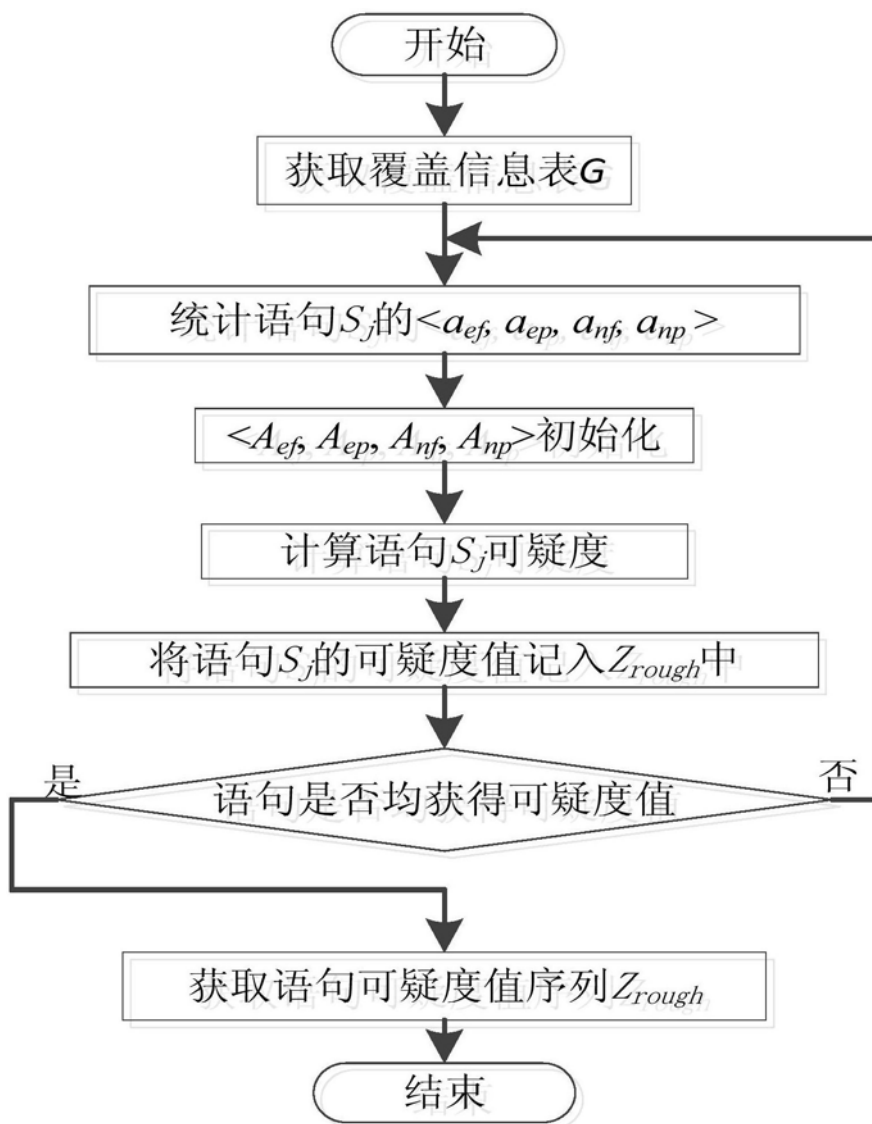 开始
获取覆盖信息表G
统计语句Sj的<aef, aep, anf, anp>
<Aef, Aep, Anf, Anp>初始化
计算语句Sj可疑度
将语句Sj的可疑度值记入Zrough中
是
否
语句是否均获得可疑度值
获取语句可疑度值序列Zrough
结束